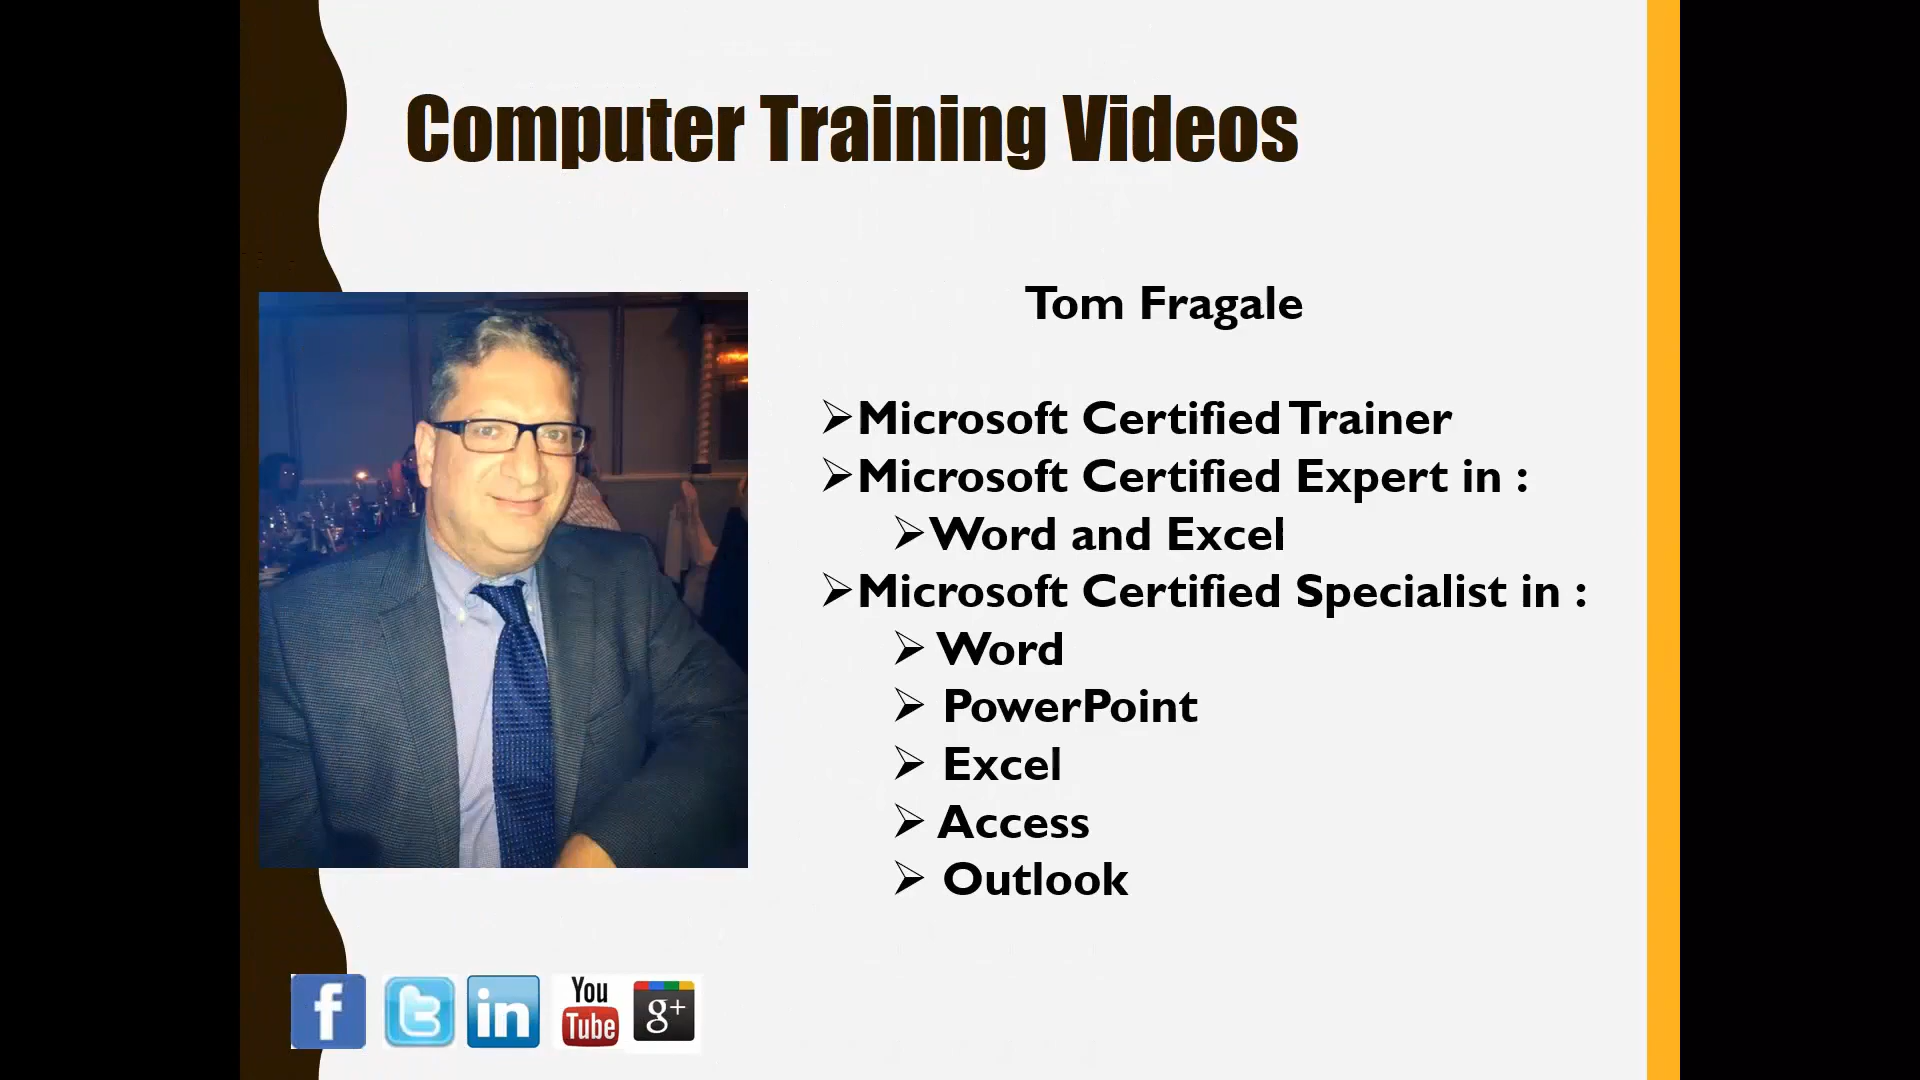 Computer Training Videos
Tom Fragale
➢Microsoft Certified Trainer
➢Microsoft Certified Expert in :
➢Word and Excel
➢Microsoft Certified Specialist in :
➢ Word
➢ PowerPoint
➢ Excel
➢ Access
➢ Outlook
f t in You Tube g+